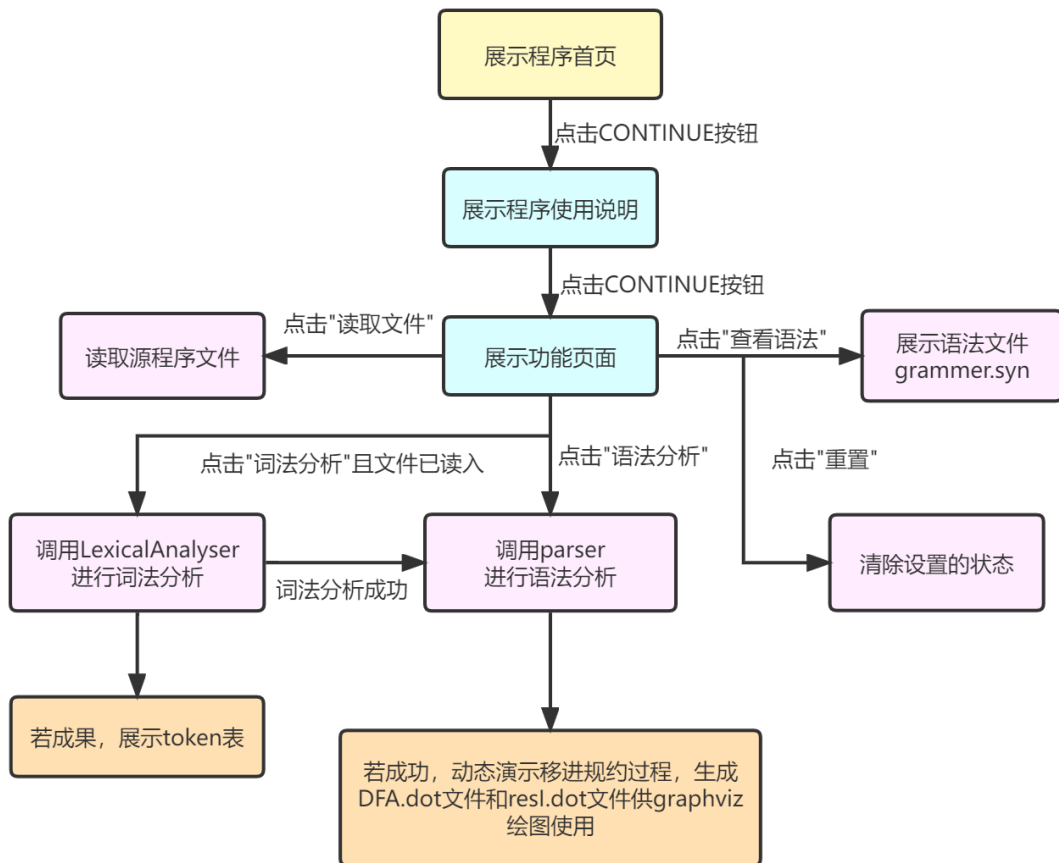 展示程序首页
点击CONTINUE按钮
展示程序使用说明
点击CONTINUE按钮
点击"读取文件"
读取源程序文件
展示功能页面
点击"查看语法"
展示语法文件
grammer.syn
点击"词法分析"且文件已读入
点击"语法分析"
点击"重置"
调用LexicalAnalyser
进行词法分析
词法分析成功
调用parser
进行语法分析
清除设置的状态
若成果，展示token表
若成功，动态演示移进规约过程，生成
DFA.dot文件和resl.dot文件供graphviz
绘图使用